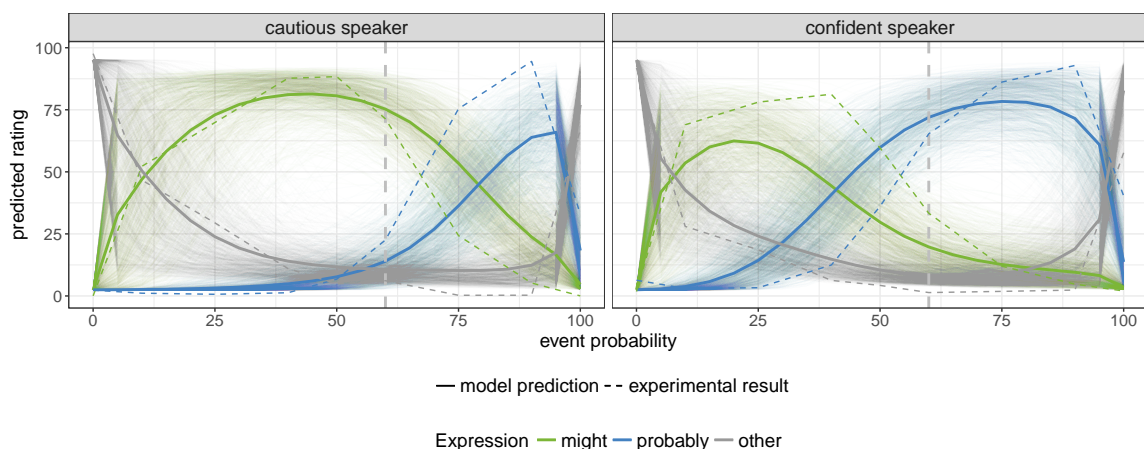 cautious speaker
confident speaker
predicted rating
100
75
50
25
0
0 25 50 75 100
0 25 50 75 100
event probability
model prediction experimental result
Expression might probably other